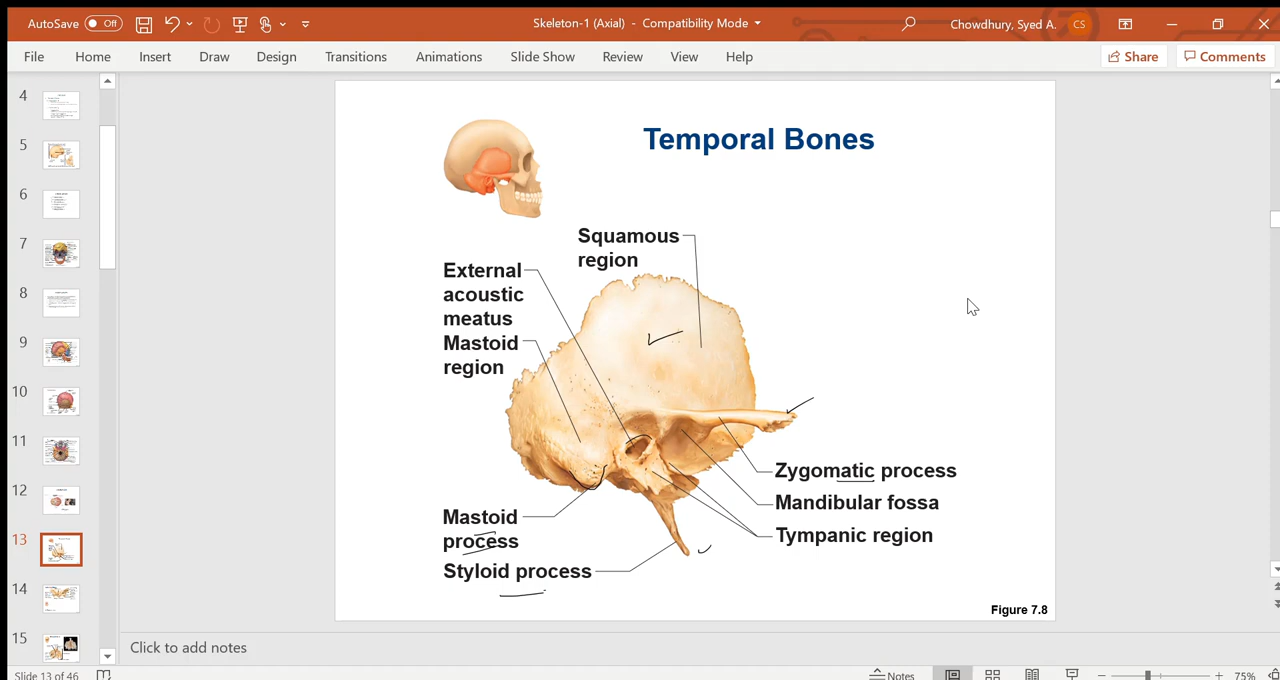 AutoSave Off
Skeleton-1 (Axial) - Compatibility Mode
Chowdhury, Syed A. CS
File Home Insert Draw Design Transitions Animations Slide Show Review View Help Share Comments
4
5
6
7
8
9
10
11
12
13
14
15
Temporal Bones
Squamous
region
External
acoustic
meatus
Mastoid
region
Zygomatic process
Mandibular fossa
Tympanic region
Mastoid
process
Styloid process
Figure 7.8
Click to add notes
Slide 13 of 46
Notes
75%